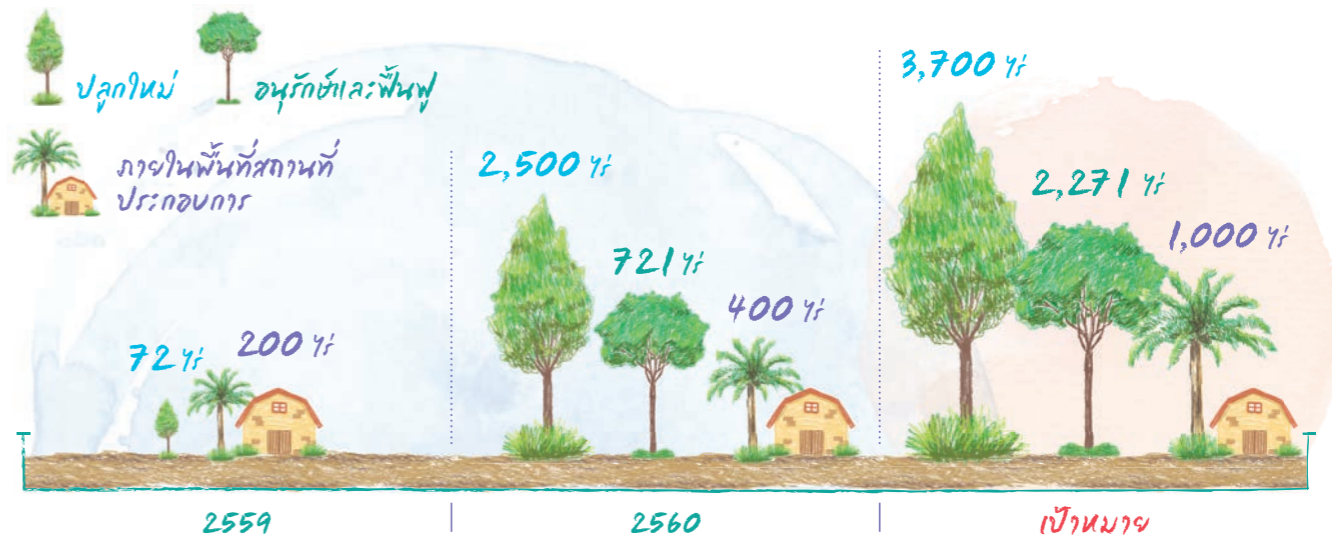 ปลูกใหม่
อนุรักษ์และฟื้นฟู
ภายในพื้นที่สถานที่
ประกอบการ
72 ไร่
200 ไร่
2,500 ไร่
721 ไร่
400 ไร่
3,700 ไร่
2,271 ไร่
1,000 ไร่
2559
2560
เป้าหมาย